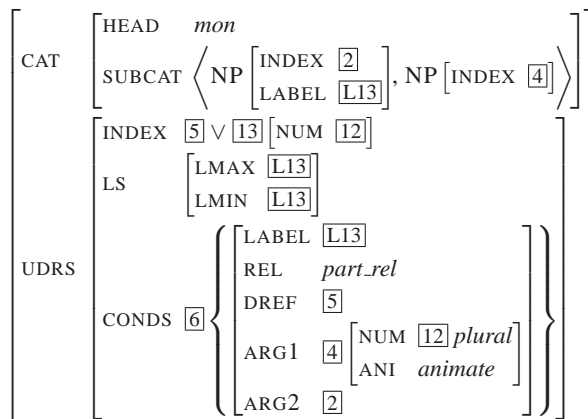 HEAD mon
CAT SUBCAT ⟨NP [INDEX 2, LABEL L13], NP [INDEX 4]⟩
INDEX 5 ∨ 13 [NUM 12]
LS [LMAX L13
LMIN L13]
LABEL L13
REL part_rel
DREF 5
UDRS CONDS 6 { ARG1 4 [NUM 12 plural
ANI animate]
ARG2 2 }